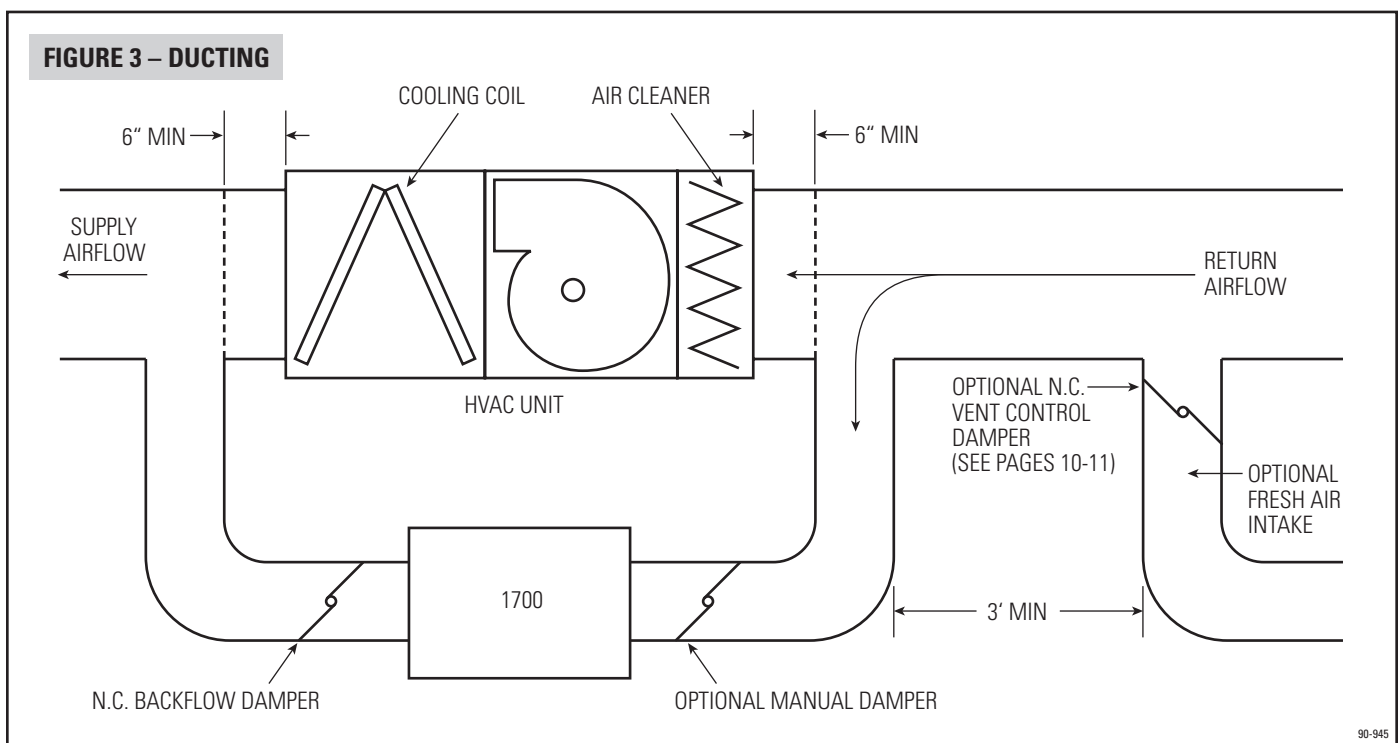 FIGURE 3 – DUCTING
COOLING COIL
AIR CLEANER
6“ MIN
6“ MIN
SUPPLY
AIRFLOW
RETURN
AIRFLOW
HVAC UNIT
OPTIONAL N.C.
VENT CONTROL
DAMPER
(SEE PAGES 10-11)
OPTIONAL
FRESH AIR
INTAKE
1700
3‘ MIN
N.C. BACKFLOW DAMPER
OPTIONAL MANUAL DAMPER
90-945